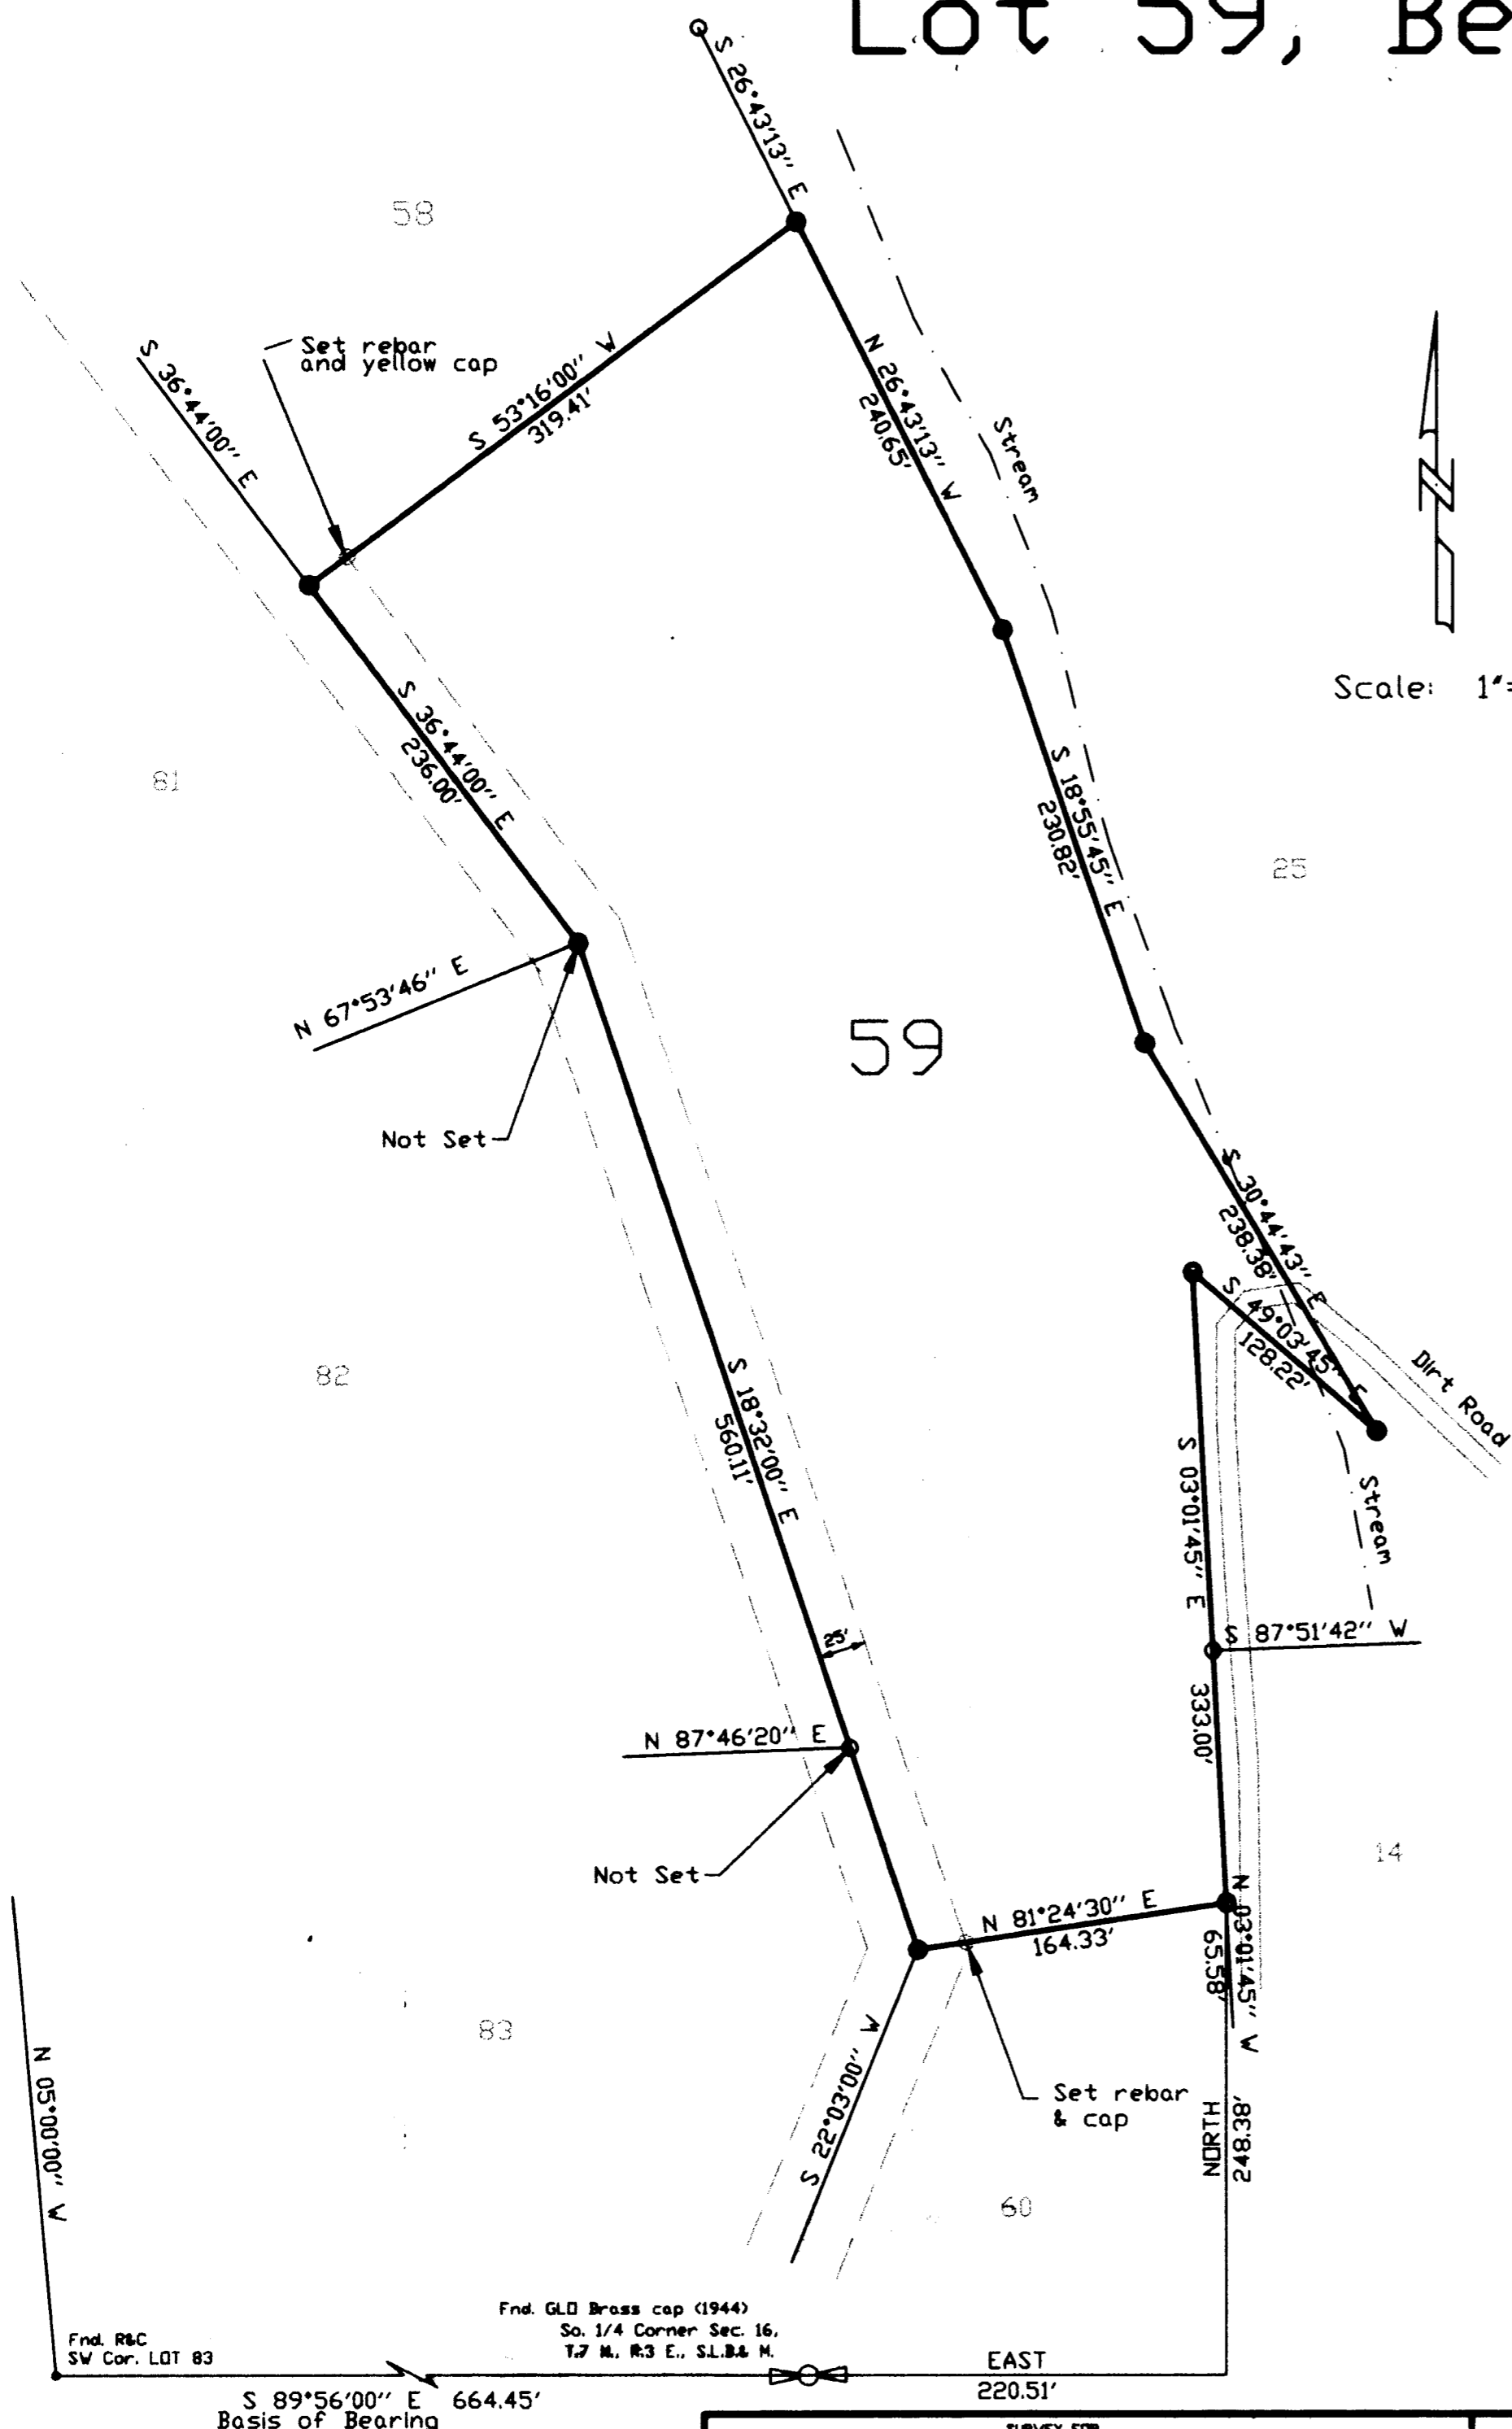 Lot 59, Be
S 26°43'13" E
58
Set rebar
and yellow cap
S 36°44'00" E
S 53°16'00" W
319.41'
N 26°43'13" W
240.65'
Stream
N
Scale: 1"=
S 36°44'00" E
236.00'
81
S 18°55'45" E
230.82'
25
N 67°53'46" E
59
Not Set
S 30°44'43" E
238.38'
S 49°03'45" E
128.22'
Dirt Road
82
S 18°32'00" E
560.11'
S 03°01'45" E
Stream
25'
S 87°51'42" W
333.00'
N 87°46'20" E
Not Set
14
N 81°24'30" E
164.33'
N 03°01'45" W
65.58'
83
S 22°03'00" W
Set rebar
& cap
N 05°00'00" W
NORTH
248.38'
60
Fnd. GLO Brass cap (1944)
So. 1/4 Corner Sec. 16,
T.7 N., R.3 E., S.L.B.& M.
Fnd. R&C
SW Cor. LOT 83
EAST
220.51'
S 89°56'00" E 664.45'
Basis of Bearing
SURVEY FOR